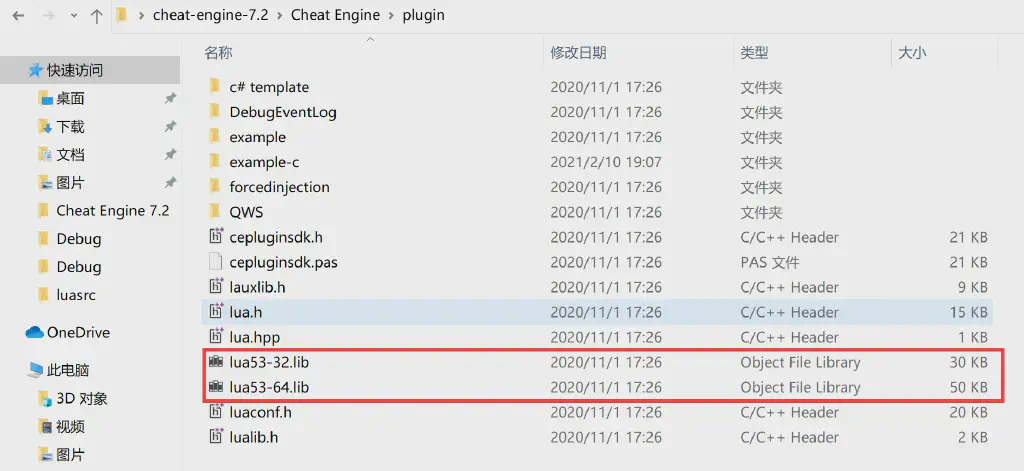 cheat-engine-7.2 › Cheat Engine › plugin
名称 修改日期 类型 大小
快速访问
桌面
下载
文档
图片
Cheat Engine 7.2
Debug
Debug
luasrc
OneDrive
此电脑
3D 对象
视频
图片
c# template 2020/11/1 17:26 文件夹
DebugEventLog 2020/11/1 17:26 文件夹
example 2020/11/1 17:26 文件夹
example-c 2021/2/10 19:07 文件夹
forcedinjection 2020/11/1 17:26 文件夹
QWS 2020/11/1 17:26 文件夹
cepluginsdk.h 2020/11/1 17:26 C/C++ Header 21 KB
cepluginsdk.pas 2020/11/1 17:26 PAS 文件 21 KB
lauxlib.h 2020/11/1 17:26 C/C++ Header 9 KB
lua.h 2020/11/1 17:26 C/C++ Header 15 KB
lua.hpp 2020/11/1 17:26 C/C++ Header 1 KB
lua53-32.lib 2020/11/1 17:26 Object File Library 30 KB
lua53-64.lib 2020/11/1 17:26 Object File Library 50 KB
luaconf.h 2020/11/1 17:26 C/C++ Header 20 KB
lualib.h 2020/11/1 17:26 C/C++ Header 2 KB